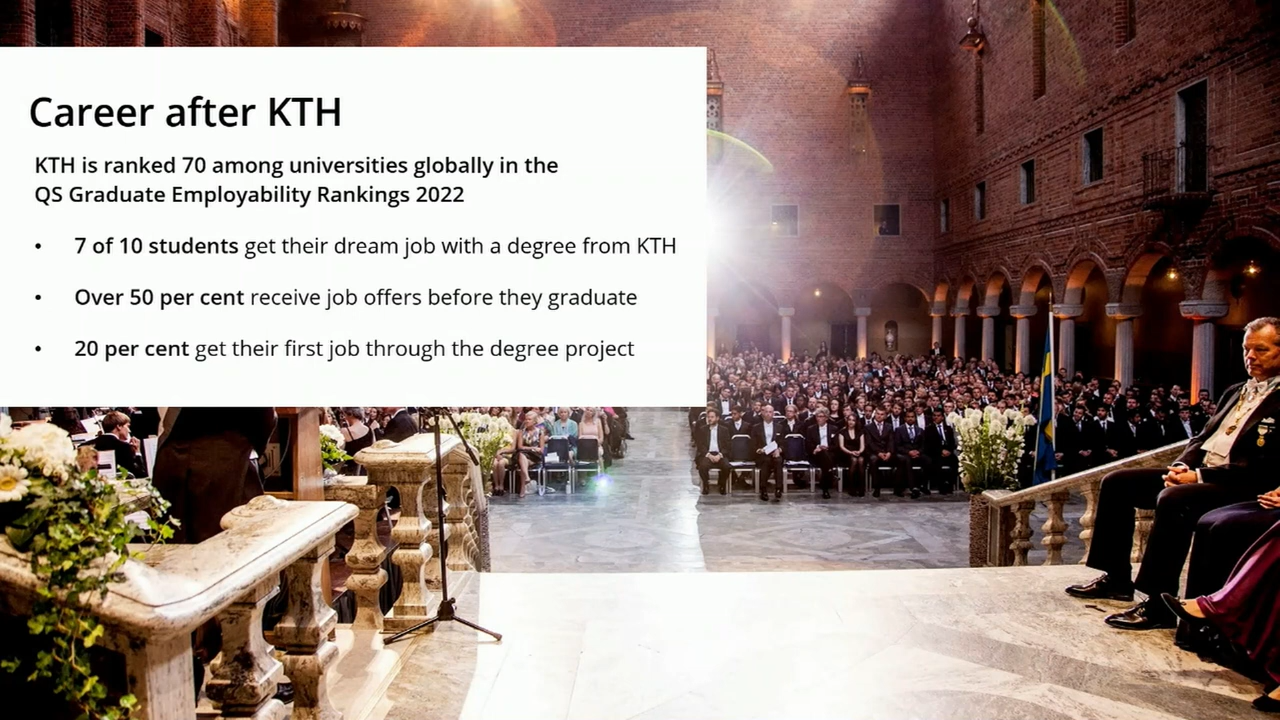 Career after KTH
KTH is ranked 70 among universities globally in the
QS Graduate Employability Rankings 2022
• 7 of 10 students get their dream job with a degree from KTH
• Over 50 per cent receive job offers before they graduate
• 20 per cent get their first job through the degree project